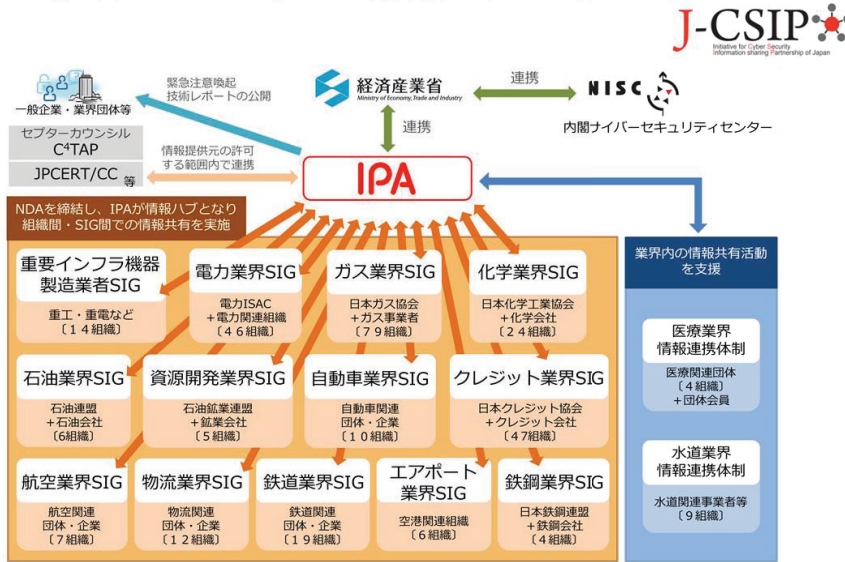 J-CSIP
Initiative for Cyber Security
Information sharing Partnership of Japan
緊急注意喚起
技術レポートの公開
一般企業・業界団体等
経済産業省
Ministry of Economy, Trade and Industry
連携
NISC
内閣サイバーセキュリティセンター
連携
セプターカウンシル
C⁴TAP
JPCERT/CC 等
情報提供元の許可
する範囲内で連携
IPA
NDAを締結し、IPAが情報ハブとなり
組織間・SIG間での情報共有を実施
重要インフラ機器
製造業者SIG
重工・重電など
〔14組織〕
電力業界SIG
電力ISAC
+電力関連組織
〔46組織〕
ガス業界SIG
日本ガス協会
+ガス事業者
〔79組織〕
化学業界SIG
日本化学工業協会
+化学会社
〔24組織〕
石油業界SIG
石油連盟
+石油会社
〔6組織〕
資源開発業界SIG
石油鉱業連盟
+鉱業会社
〔5組織〕
自動車業界SIG
自動車関連
団体・企業
〔10組織〕
クレジット業界SIG
日本クレジット協会
+クレジット会社
〔47組織〕
航空業界SIG
航空関連
団体・企業
〔7組織〕
物流業界SIG
物流関連
団体・企業
〔12組織〕
鉄道業界SIG
鉄道関連
団体・企業
〔19組織〕
エアポート
業界SIG
空港関連組織
〔6組織〕
鉄鋼業界SIG
日本鉄鋼連盟
+鉄鋼会社
〔4組織〕
業界内の情報共有活動
を支援
医療業界
情報連携体制
医療関連団体
〔4組織〕
+団体会員
水道業界
情報連携体制
水道関連事業者等
〔9組織〕